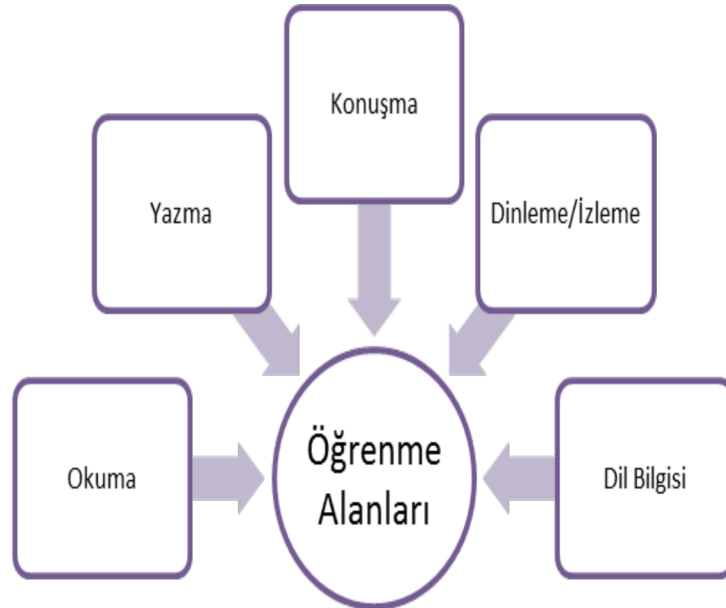 Konuşma
Yazma
Dinleme/İzleme
Okuma
Öğrenme
Alanları
Dil Bilgisi